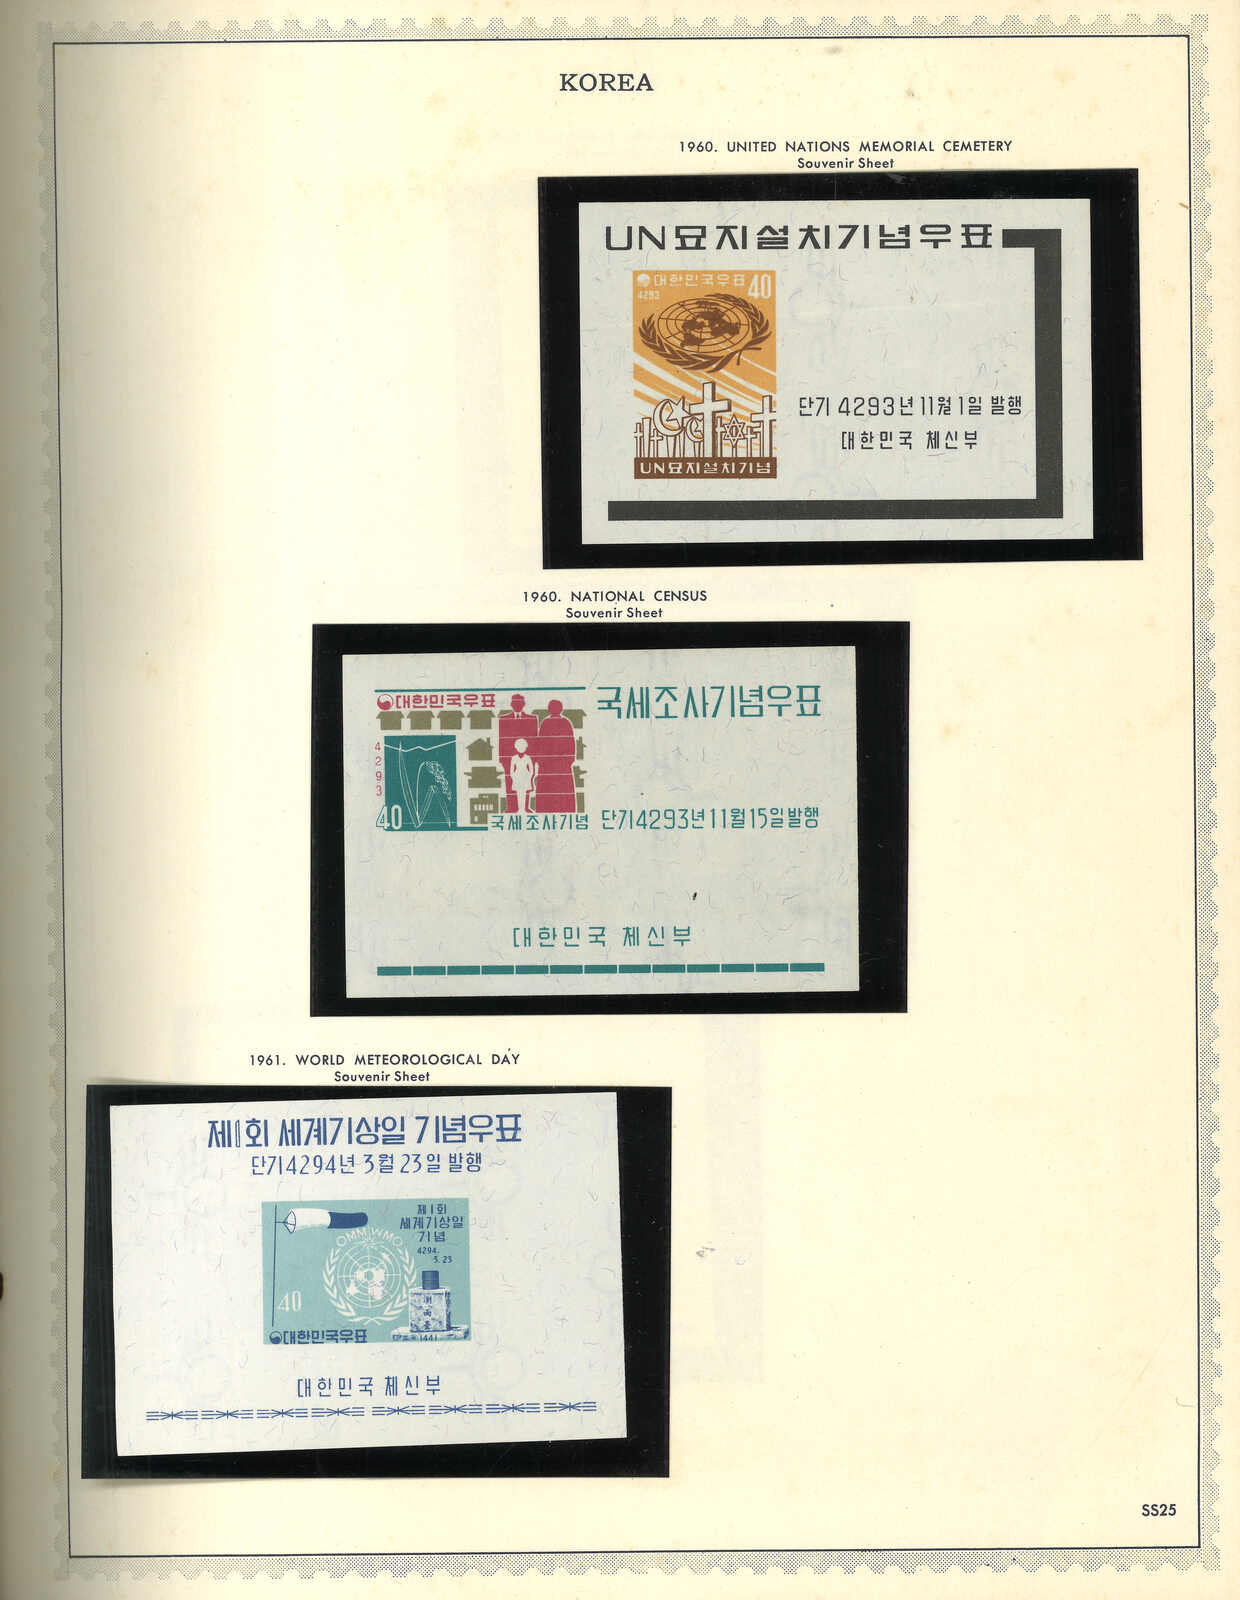 KOREA
1960. UNITED NATIONS MEMORIAL CEMETERY
Souvenir Sheet
UN묘지설치기념우표
대한민국우표 40
4293
UN묘지설치기념
단기 4293년 11월 1일 발행
대한민국 체신부
1960. NATIONAL CENSUS
Souvenir Sheet
대한민국우표
국세조사기념우표
4293
40
국세조사기념
단기4293년11월15일발행
대한민국 체신부
1961. WORLD METEOROLOGICAL DAY
Souvenir Sheet
제1회 세계기상일 기념우표
단기4294년 3월 23일 발행
제1회
세계기상일
기념
4294.
3.23
OMM WMO
40
測雨臺
대한민국우표
1441
대한민국 체신부
SS25